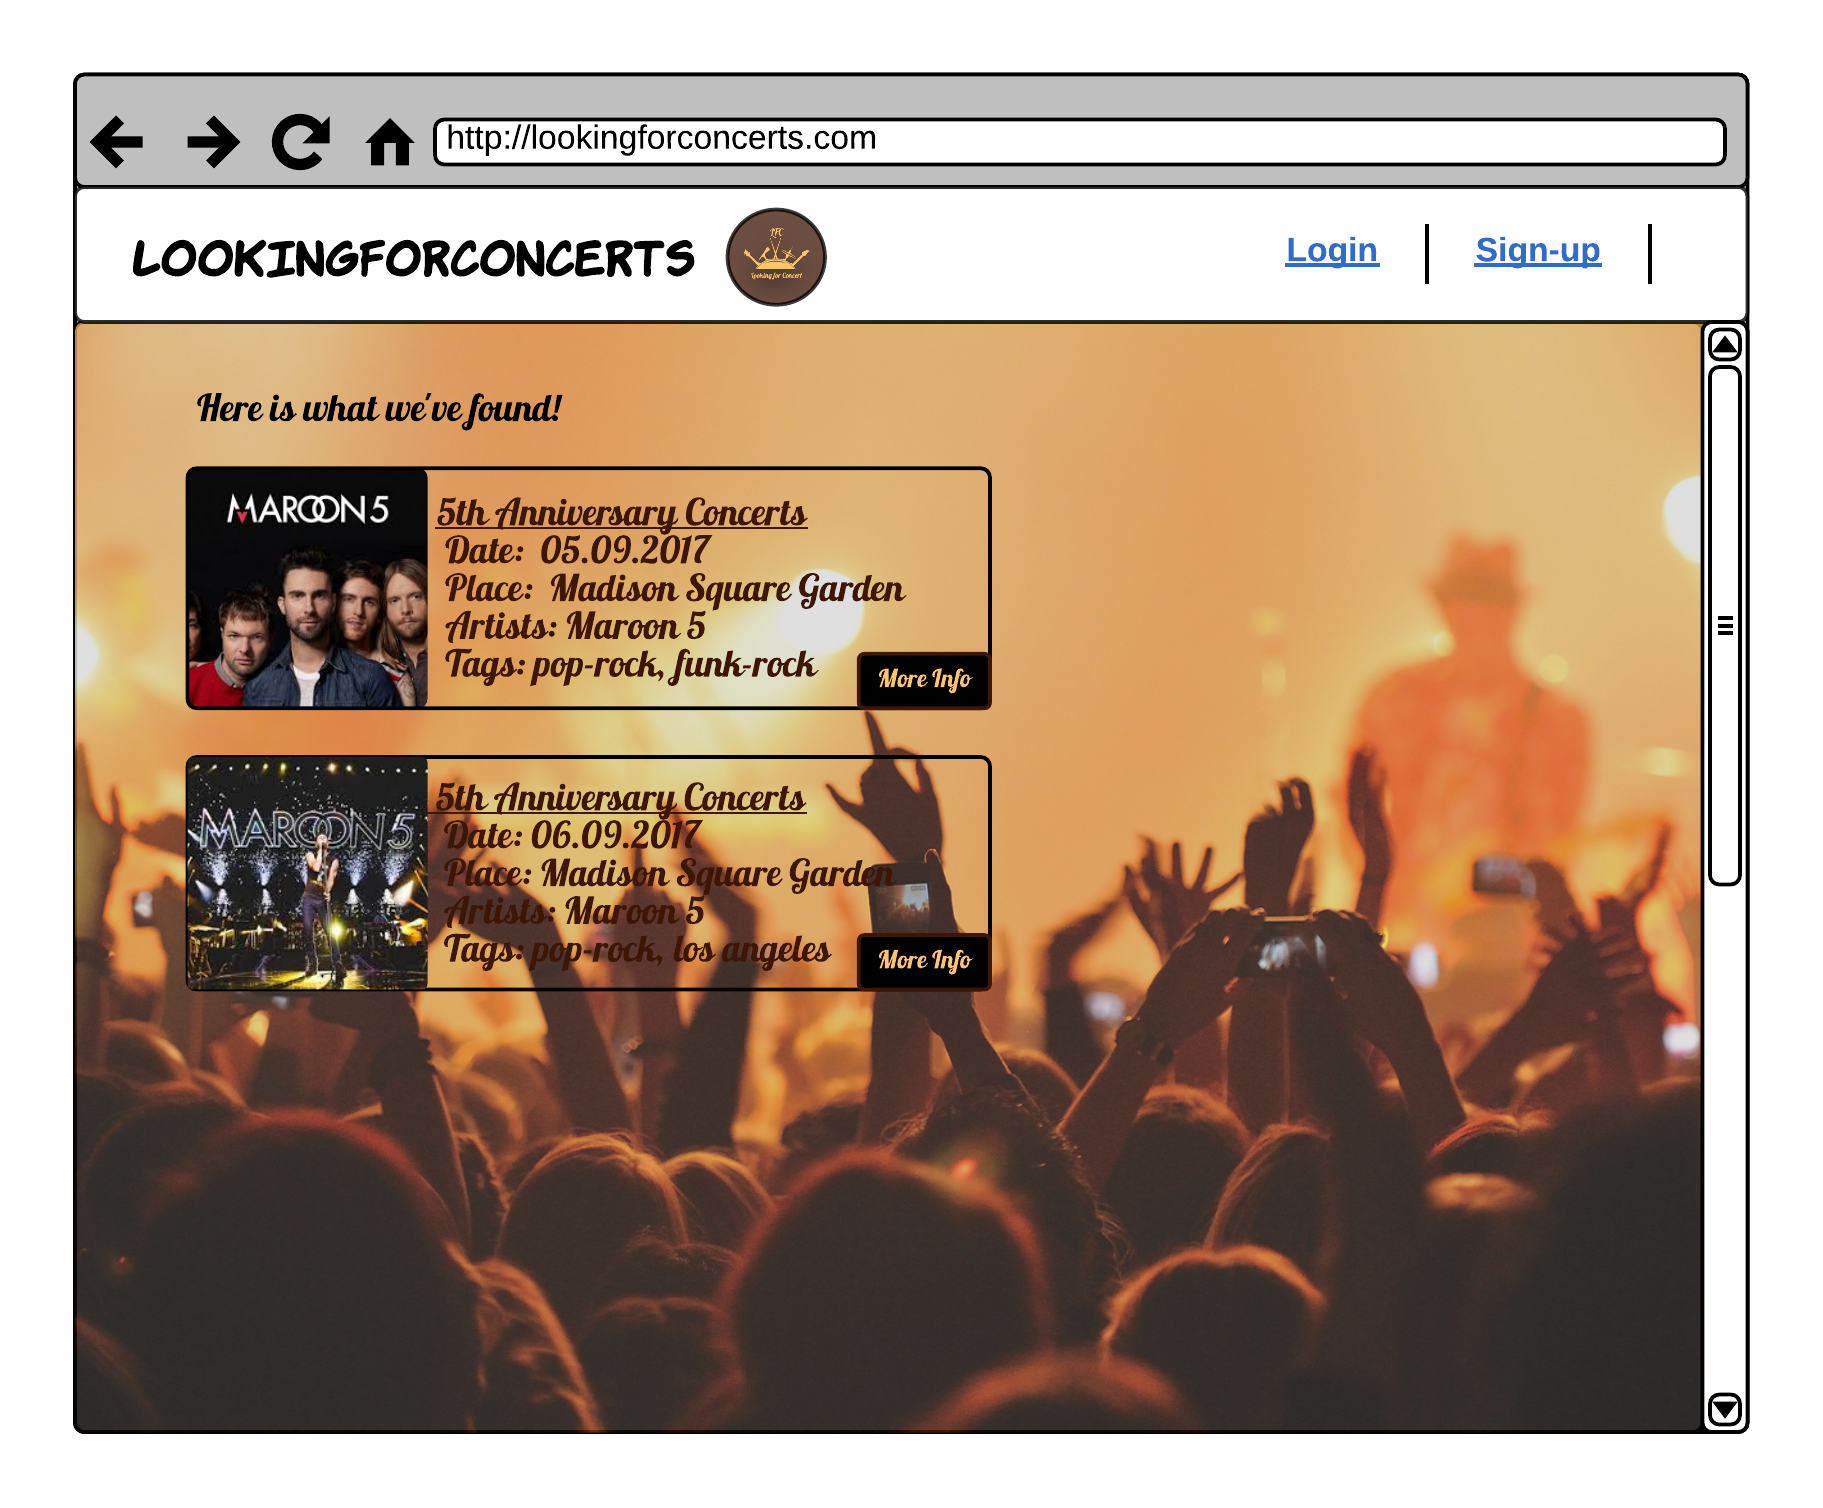 http://lookingforconcerts.com
LOOKINGFORCONCERTS
LFC
Looking for Concert
Login
Sign-up
Here is what we've found!
MAROON 5
5th Anniversary Concerts
Date: 05.09.2017
Place: Madison Square Garden
Artists: Maroon 5
Tags: pop-rock, funk-rock
More Info
MAROON 5
5th Anniversary Concerts
Date: 06.09.2017
Place: Madison Square Garden
Artists: Maroon 5
Tags: pop-rock, los angeles
More Info